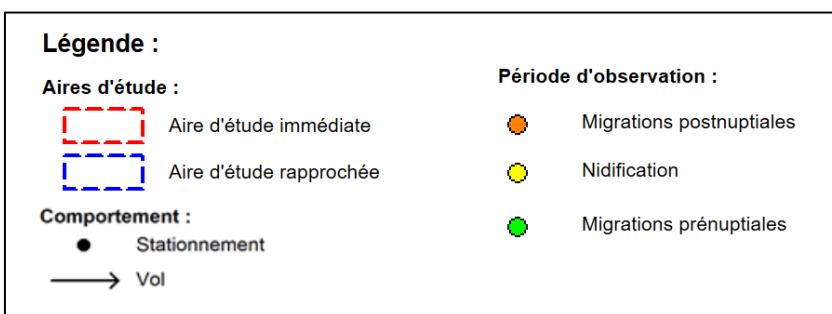 Légende :
Aires d'étude :
Aire d'étude immédiate
Aire d'étude rapprochée
Comportement :
Stationnement
Vol
Période d'observation :
Migrations postnuptiales
Nidification
Migrations prénuptiales